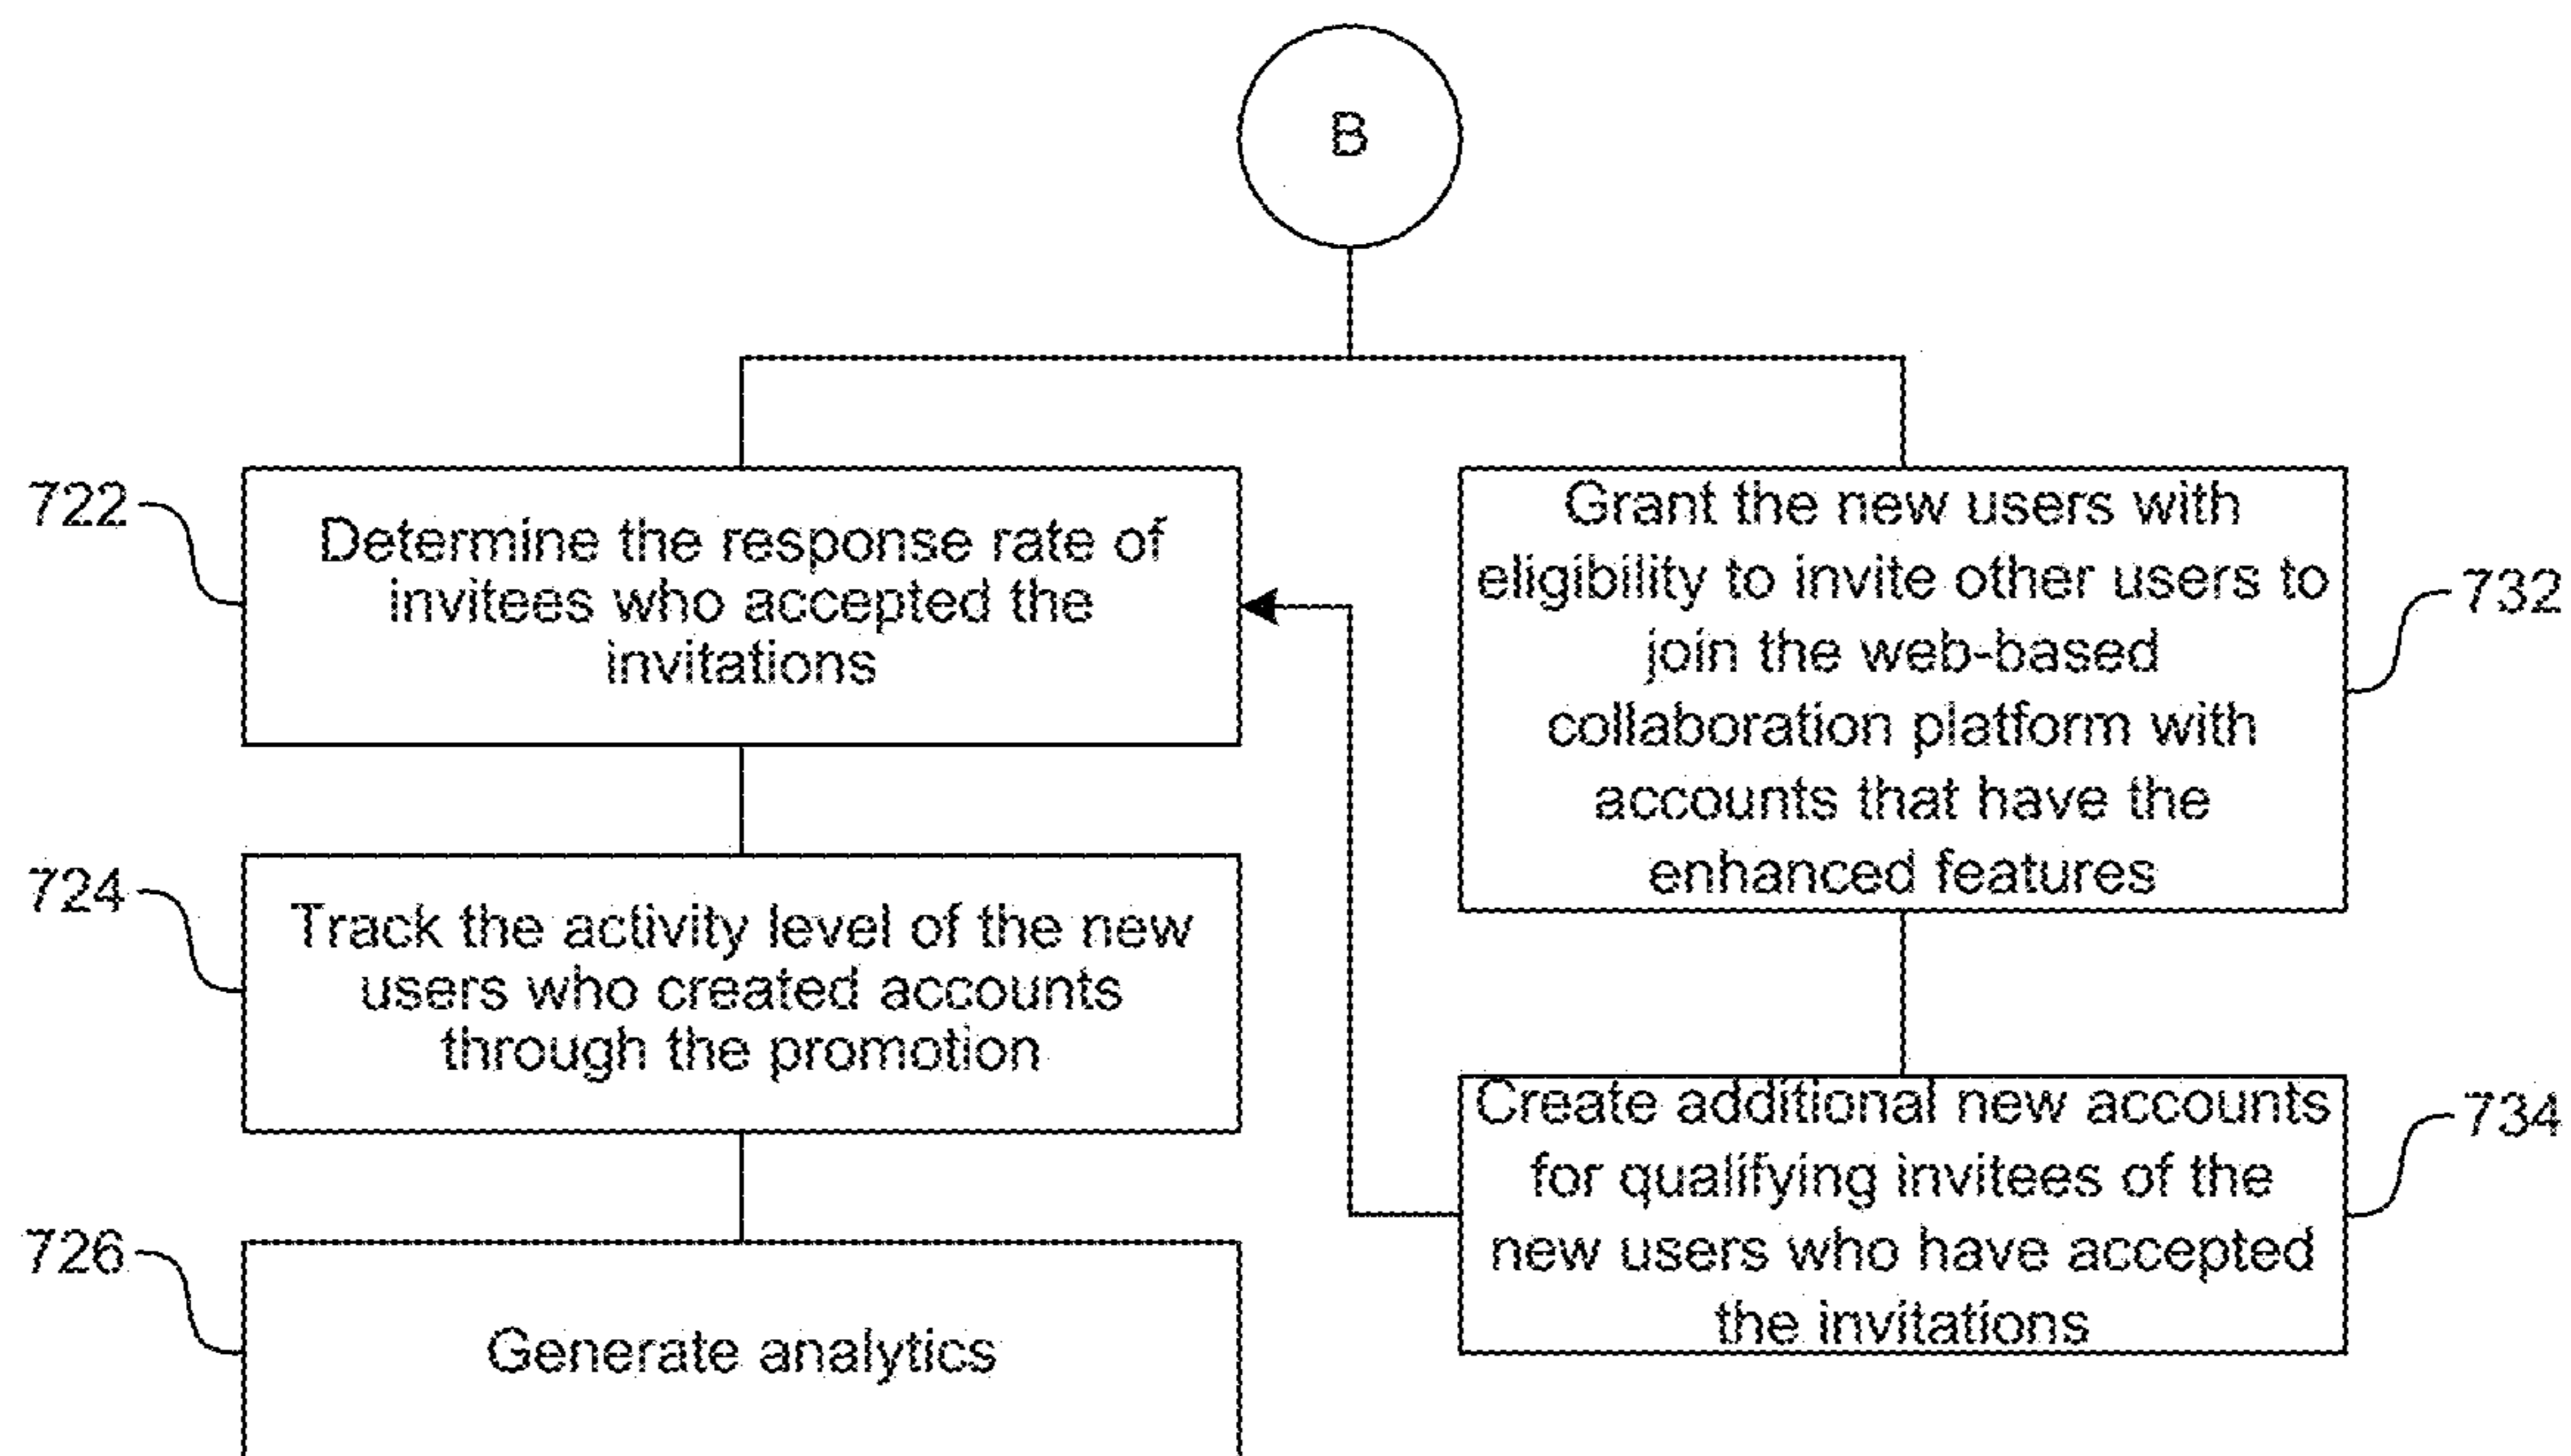 B
722
Determine the response rate of
invitees who accepted the
invitations
724
Track the activity level of the new
users who created accounts
through the promotion
726
Generate analytics
Grant the new users with
eligibility to invite other users to
join the web-based
collaboration platform with
accounts that have the
enhanced features
732
Create additional new accounts
for qualifying invitees of the
new users who have accepted
the invitations
734